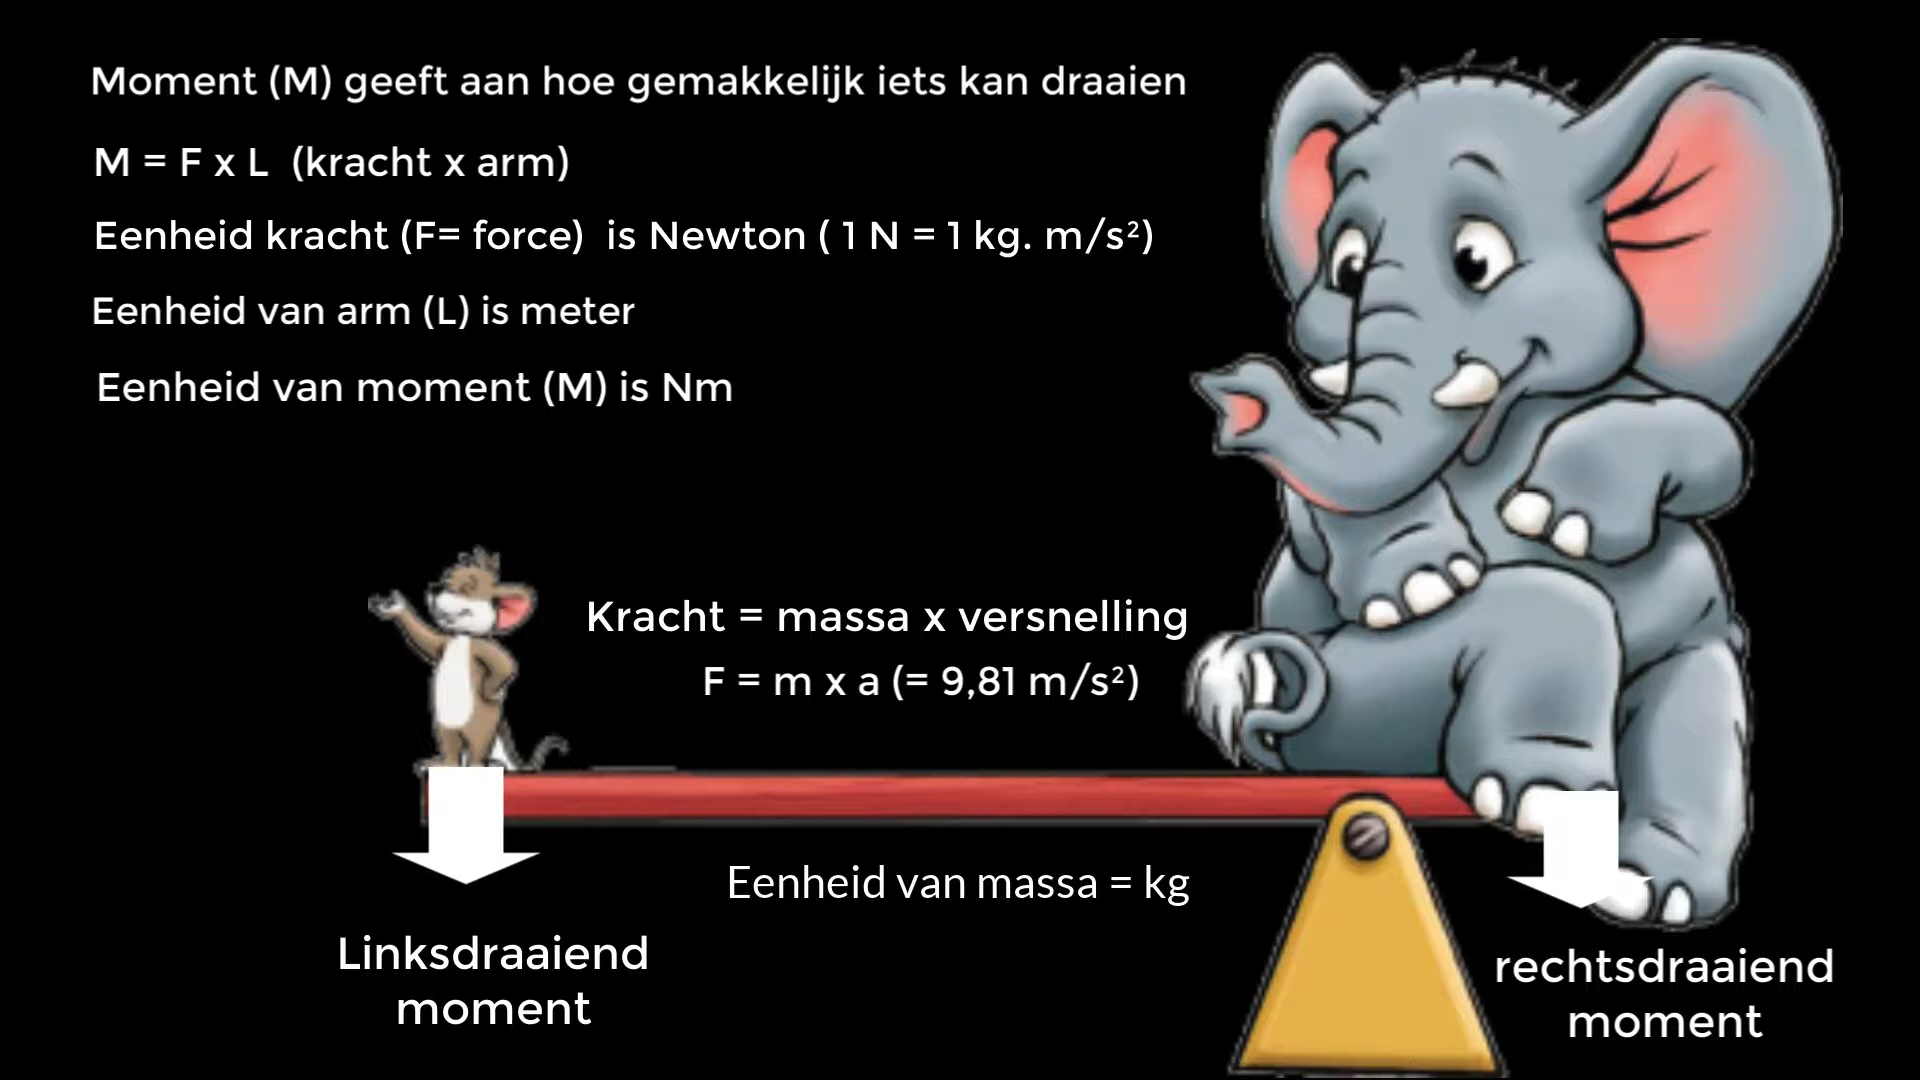 Moment (M) geeft aan hoe gemakkelijk iets kan draaien
M = F x L (kracht x arm)
Eenheid kracht (F= force) is Newton ( 1 N = 1 kg. m/s²)
Eenheid van arm (L) is meter
Eenheid van moment (M) is Nm
Kracht = massa x versnelling
F = m x a (= 9,81 m/s²)
Eenheid van massa = kg
Linksdraaiend
moment
rechtsdraaiend
moment